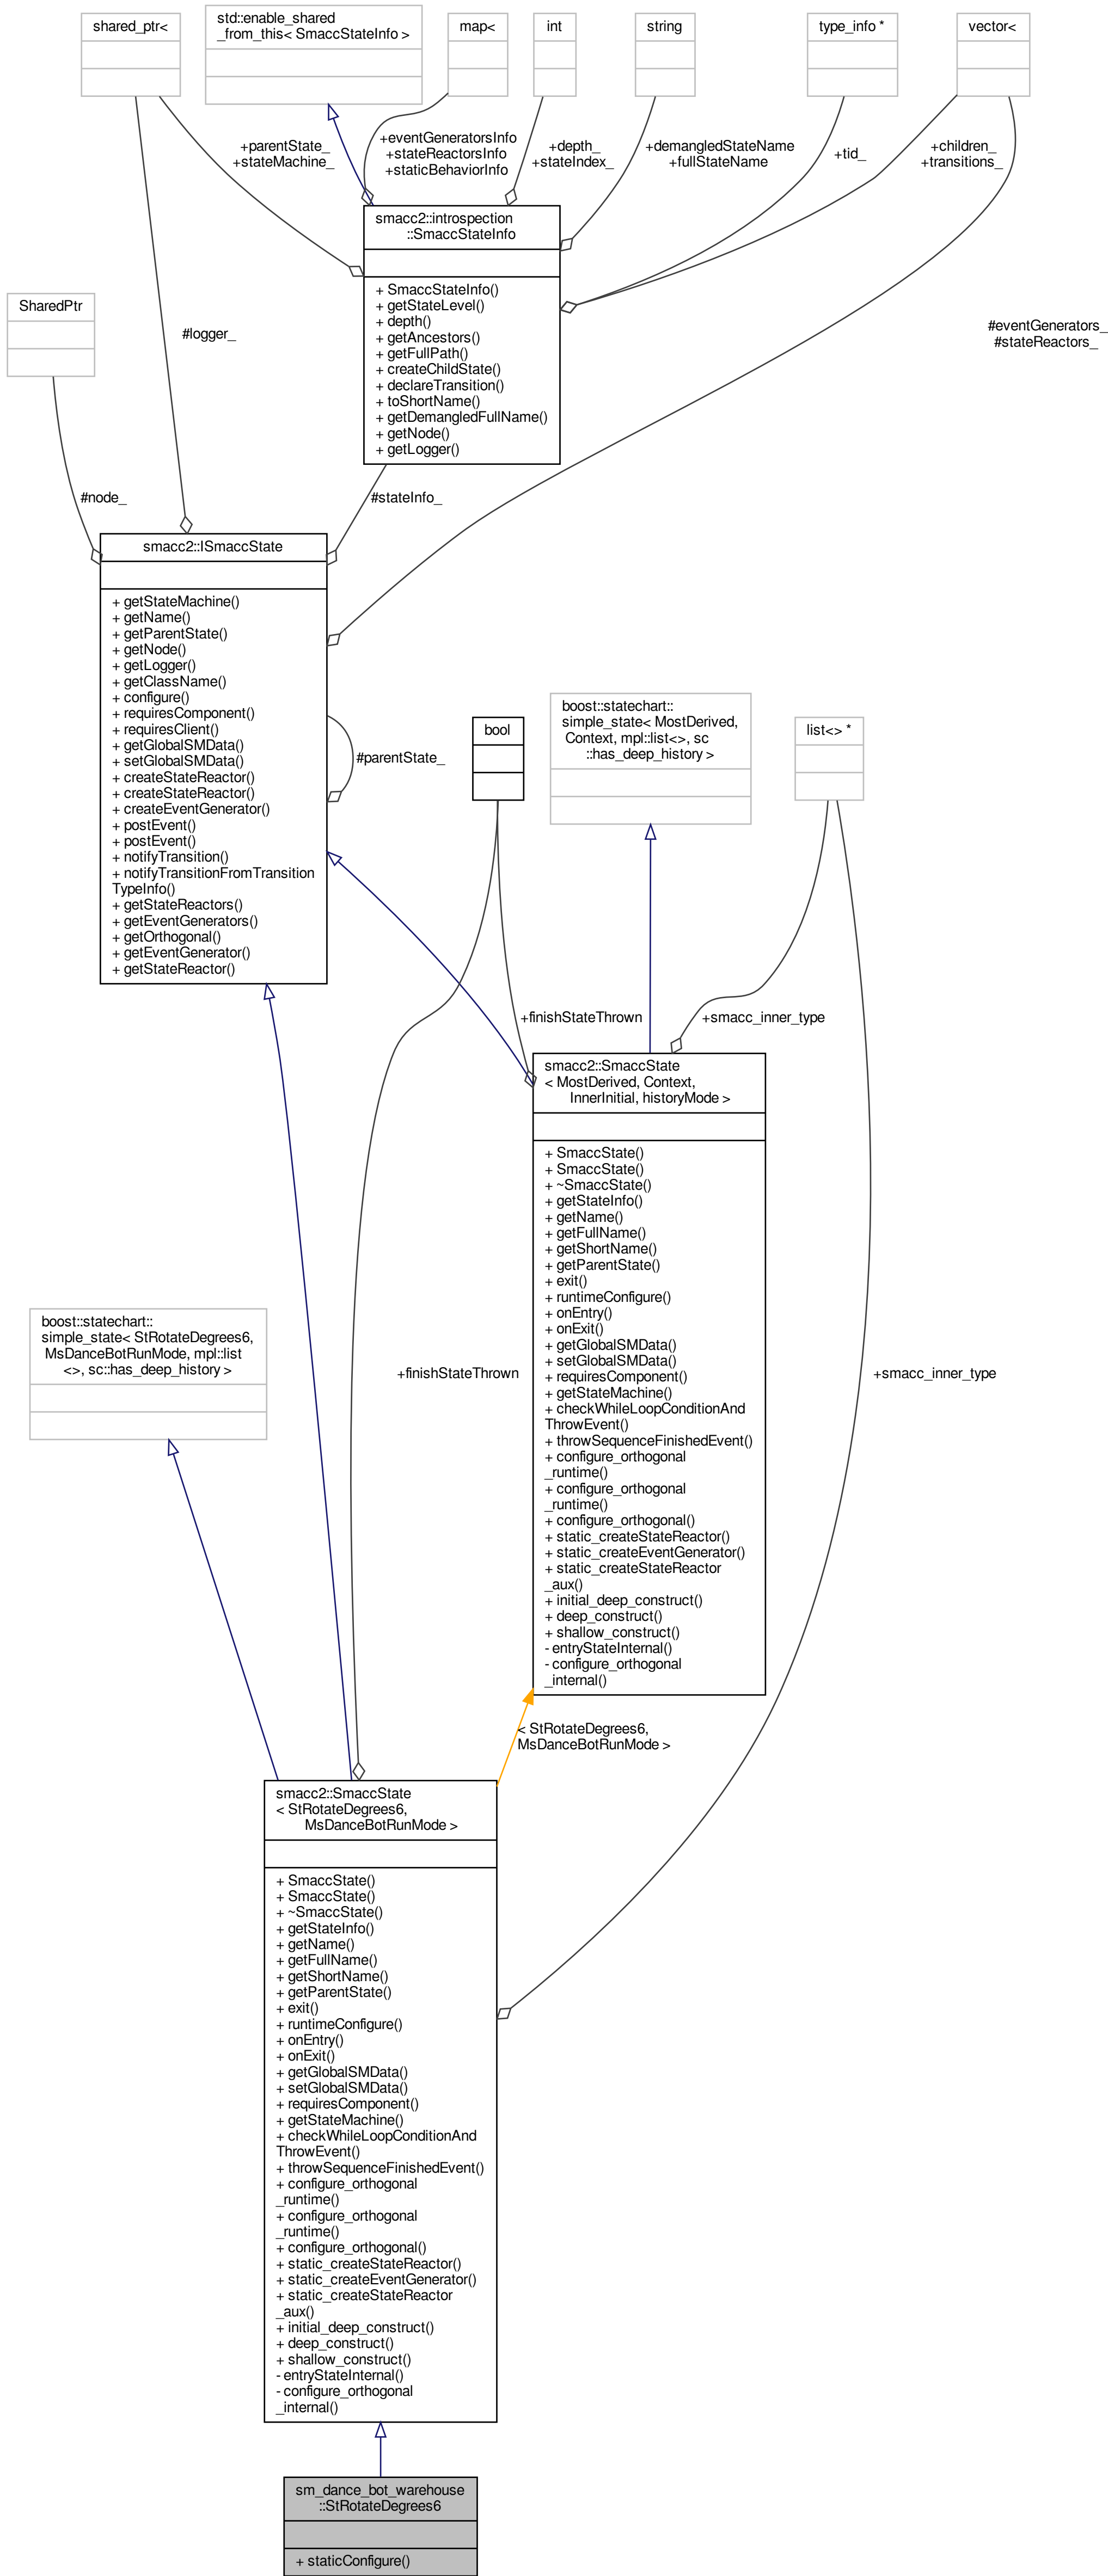 shared_ptr<
std::enable_shared
_from_this< SmaccStateInfo >
map<
int
string
type_info *
vector<
+parentState_
+stateMachine_
+eventGeneratorsInfo
+stateReactorsInfo
+staticBehaviorInfo
+depth_
+stateIndex_
+demangledStateName
+fullStateName
+tid_
+children_
+transitions_
smacc2::introspection
::SmaccStateInfo
+ SmaccStateInfo()
+ getStateLevel()
+ depth()
+ getAncestors()
+ getFullPath()
+ createChildState()
+ declareTransition()
+ toShortName()
+ getDemangledFullName()
+ getNode()
+ getLogger()
SharedPtr
#logger_
#eventGenerators_
#stateReactors_
#node_
#stateInfo_
smacc2::ISmaccState
+ getStateMachine()
+ getName()
+ getParentState()
+ getNode()
+ getLogger()
+ getClassName()
+ configure()
+ requiresComponent()
+ requiresClient()
+ getGlobalSMData()
+ setGlobalSMData()
+ createStateReactor()
+ createStateReactor()
+ createEventGenerator()
+ postEvent()
+ postEvent()
+ notifyTransition()
+ notifyTransitionFromTransition
TypeInfo()
+ getStateReactors()
+ getEventGenerators()
+ getOrthogonal()
+ getEventGenerator()
+ getStateReactor()
#parentState_
bool
boost::statechart::
simple_state< MostDerived,
Context, mpl::list<>, sc
::has_deep_history >
list<> *
+finishStateThrown
+smacc_inner_type
smacc2::SmaccState
< MostDerived, Context,
InnerInitial, historyMode >
+ SmaccState()
+ SmaccState()
+ ~SmaccState()
+ getStateInfo()
+ getName()
+ getFullName()
+ getShortName()
+ getParentState()
+ exit()
+ runtimeConfigure()
+ onEntry()
+ onExit()
+ getGlobalSMData()
+ setGlobalSMData()
+ requiresComponent()
+ getStateMachine()
+ checkWhileLoopConditionAnd
ThrowEvent()
+ throwSequenceFinishedEvent()
+ configure_orthogonal
_runtime()
+ configure_orthogonal
_runtime()
+ configure_orthogonal()
+ static_createStateReactor()
+ static_createEventGenerator()
+ static_createStateReactor
_aux()
+ initial_deep_construct()
+ deep_construct()
+ shallow_construct()
- entryStateInternal()
- configure_orthogonal
_internal()
boost::statechart::
simple_state< StRotateDegrees6,
MsDanceBotRunMode, mpl::list
<>, sc::has_deep_history >
+finishStateThrown
+smacc_inner_type
< StRotateDegrees6,
MsDanceBotRunMode >
smacc2::SmaccState
< StRotateDegrees6,
MsDanceBotRunMode >
+ SmaccState()
+ SmaccState()
+ ~SmaccState()
+ getStateInfo()
+ getName()
+ getFullName()
+ getShortName()
+ getParentState()
+ exit()
+ runtimeConfigure()
+ onEntry()
+ onExit()
+ getGlobalSMData()
+ setGlobalSMData()
+ requiresComponent()
+ getStateMachine()
+ checkWhileLoopConditionAnd
ThrowEvent()
+ throwSequenceFinishedEvent()
+ configure_orthogonal
_runtime()
+ configure_orthogonal
_runtime()
+ configure_orthogonal()
+ static_createStateReactor()
+ static_createEventGenerator()
+ static_createStateReactor
_aux()
+ initial_deep_construct()
+ deep_construct()
+ shallow_construct()
- entryStateInternal()
- configure_orthogonal
_internal()
sm_dance_bot_warehouse
::StRotateDegrees6
+ staticConfigure()